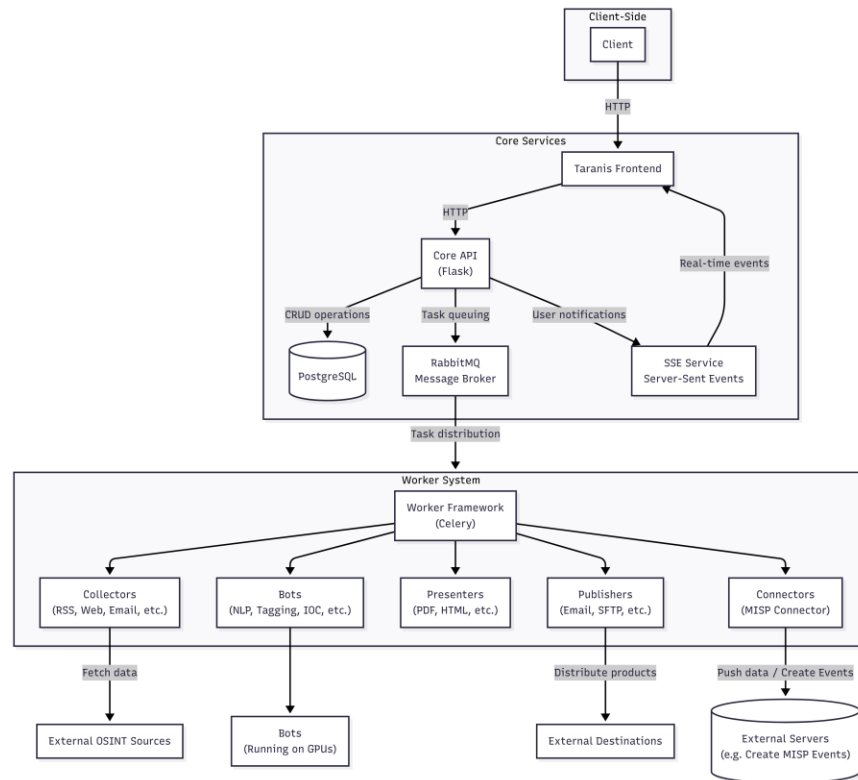 Client-Side
Client
HTTP
Core Services
Taranis Frontend
HTTP
Core API
(Flask)
Real-time events
CRUD operations
Task queuing
User notifications
PostgreSQL
RabbitMQ
Message Broker
SSE Service
Server-Sent Events
Task distribution
Worker System
Worker Framework
(Celery)
Collectors
(RSS, Web, Email, etc.)
Bots
(NLP, Tagging, IOC, etc.)
Presenters
(PDF, HTML, etc.)
Publishers
(Email, SFTP, etc.)
Connectors
(MISP Connector)
Fetch data
Distribute products
Push data / Create Events
External OSINT Sources
Bots
(Running on GPUs)
External Destinations
External Servers
(e.g. Create MISP Events)